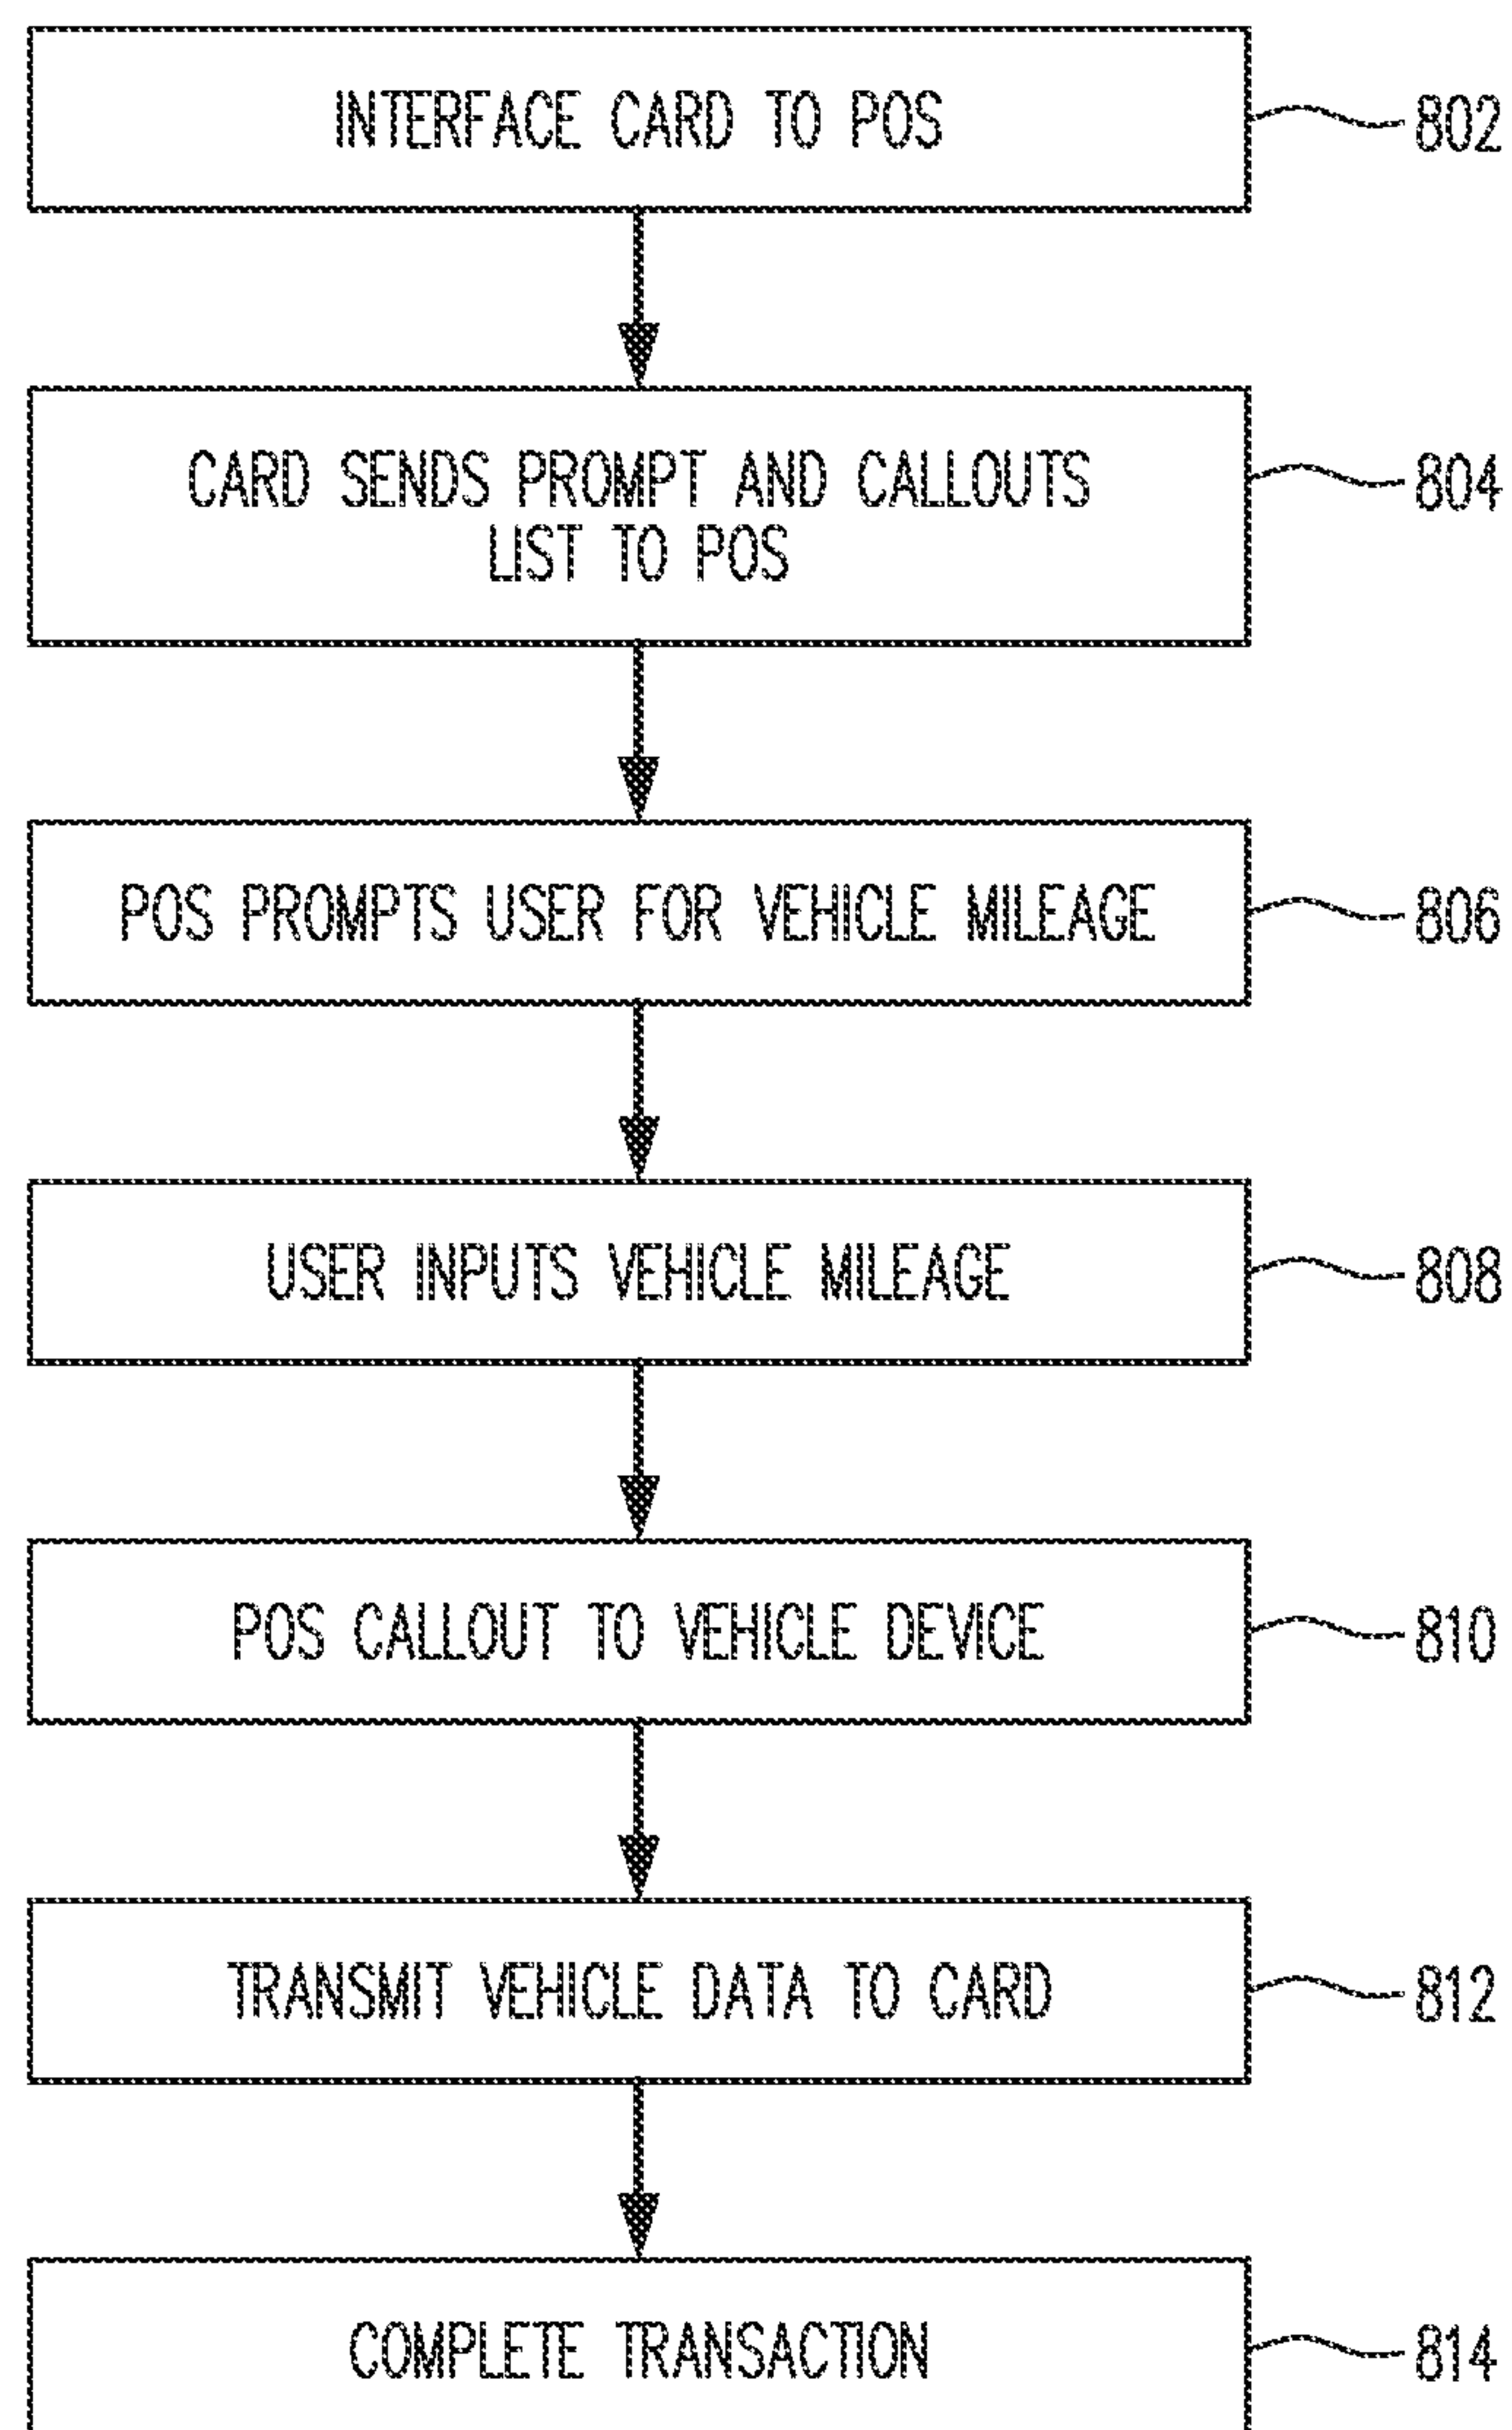 INTERFACE CARD TO POS
802
CARD SENDS PROMPT AND CALLOUTS
LIST TO POS
804
POS PROMPTS USER FOR VEHICLE MILEAGE
806
USER INPUTS VEHICLE MILEAGE
808
POS CALLOUT TO VEHICLE DEVICE
810
TRANSMIT VEHICLE DATA TO CARD
812
COMPLETE TRANSACTION
814